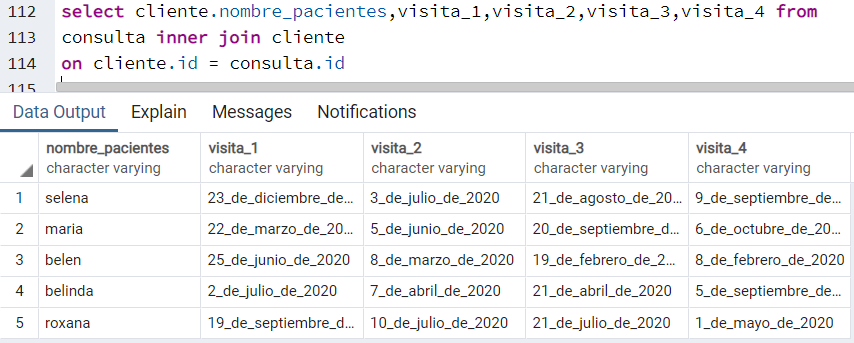 112 select cliente.nombre_pacientes,visita_1,visita_2,visita_3,visita_4 from
113 consulta inner join cliente
114 on cliente.id = consulta.id
115
Data Output Explain Messages Notifications
nombre_pacientes visita_1 visita_2 visita_3 visita_4
character varying character varying character varying character varying character varying
1 selena 23_de_diciembre_de... 3_de_julio_de_2020 21_de_agosto_de_20... 9_de_septiembre_de...
2 maria 22_de_marzo_de_20... 5_de_junio_de_2020 20_de_septiembre_d... 6_de_octubre_de_20...
3 belen 25_de_junio_de_2020 8_de_marzo_de_2020 19_de_febrero_de_2... 8_de_febrero_de_2020
4 belinda 2_de_julio_de_2020 7_de_abril_de_2020 21_de_abril_de_2020 5_de_septiembre_de...
5 roxana 19_de_septiembre_d... 10_de_julio_de_2020 21_de_julio_de_2020 1_de_mayo_de_2020